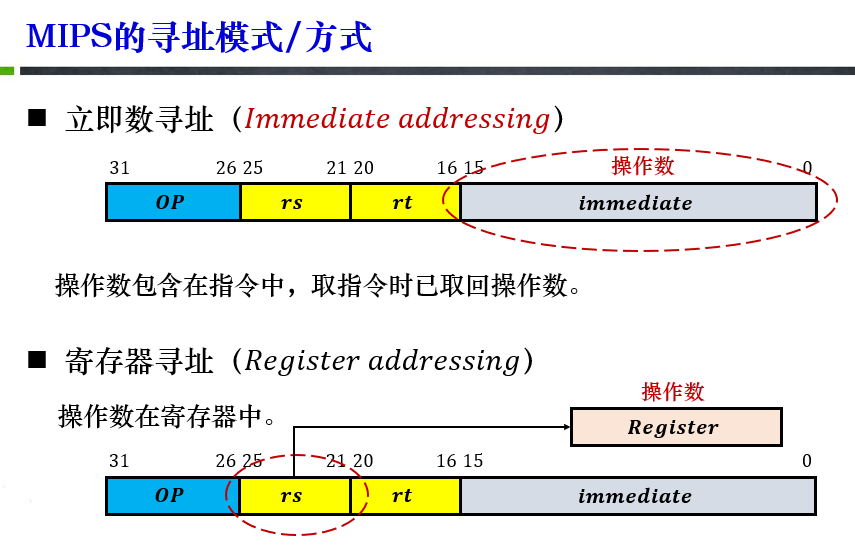 MIPS的寻址模式/方式
■ 立即数寻址（Immediate addressing）
操作数
31 26 25 21 20 16 15 0
OP rs rt immediate
操作数包含在指令中，取指令时已取回操作数。
■ 寄存器寻址（Register addressing）
操作数
操作数在寄存器中。
Register
31 26 25 21 20 16 15 0
OP rs rt immediate